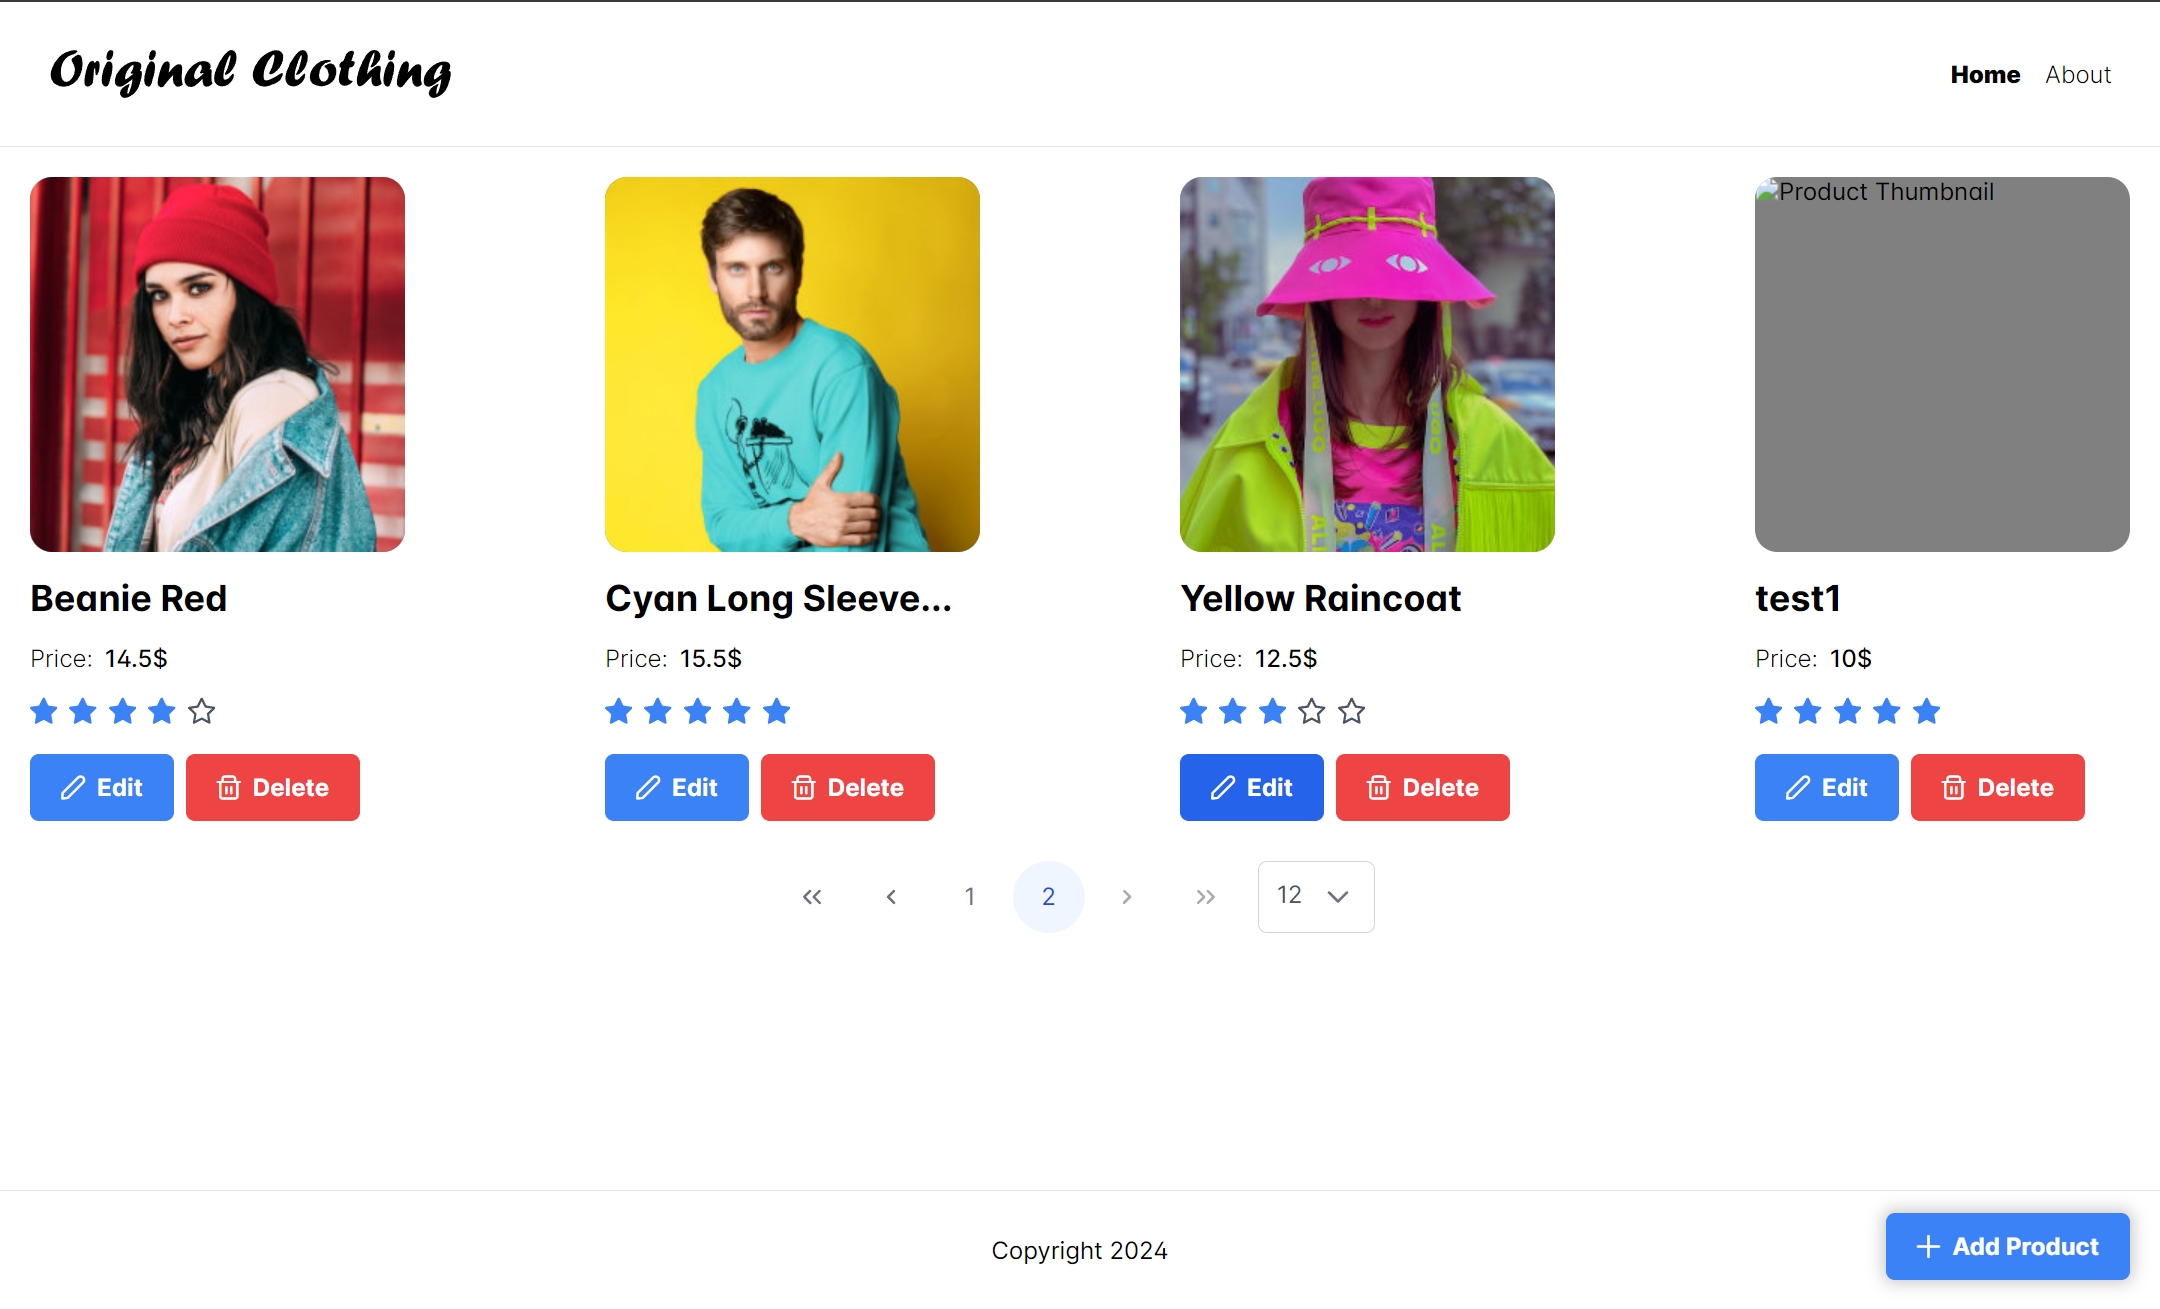 Original Clothing
Home About
Product Thumbnail
Beanie Red
Cyan Long Sleeve...
Yellow Raincoat
test1
Price: 14.5$
Price: 15.5$
Price: 12.5$
Price: 10$
Edit Delete
Edit Delete
Edit Delete
Edit Delete
1 2 12
Copyright 2024
Add Product